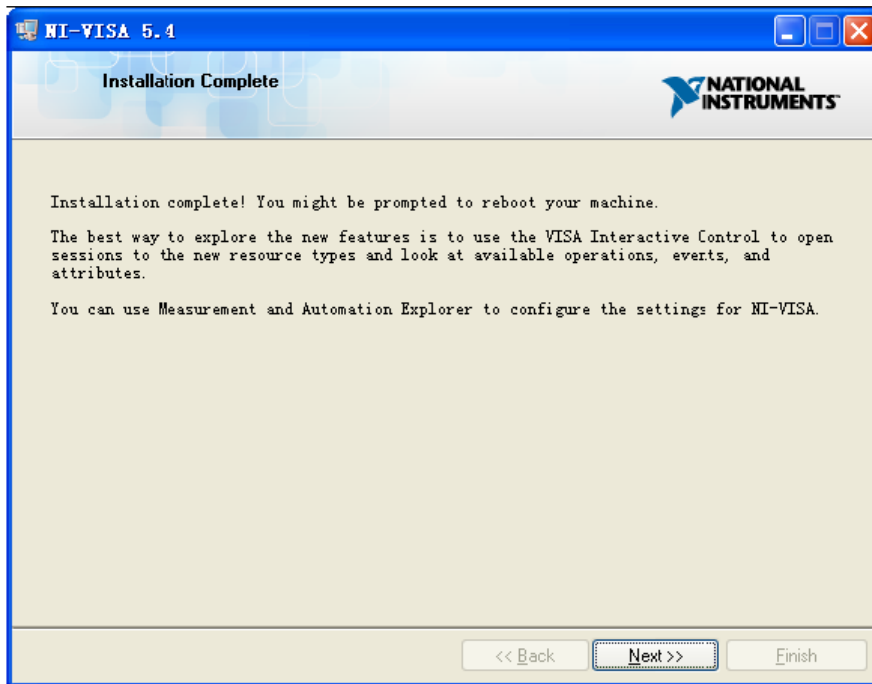 NI-VISA 5.4
Installation Complete
NATIONAL
INSTRUMENTS
Installation complete! You might be prompted to reboot your machine.
The best way to explore the new features is to use the VISA Interactive Control to open
sessions to the new resource types and look at available operations, events, and
attributes.
You can use Measurement and Automation Explorer to configure the settings for NI-VISA.
<< Back
Next >>
Finish